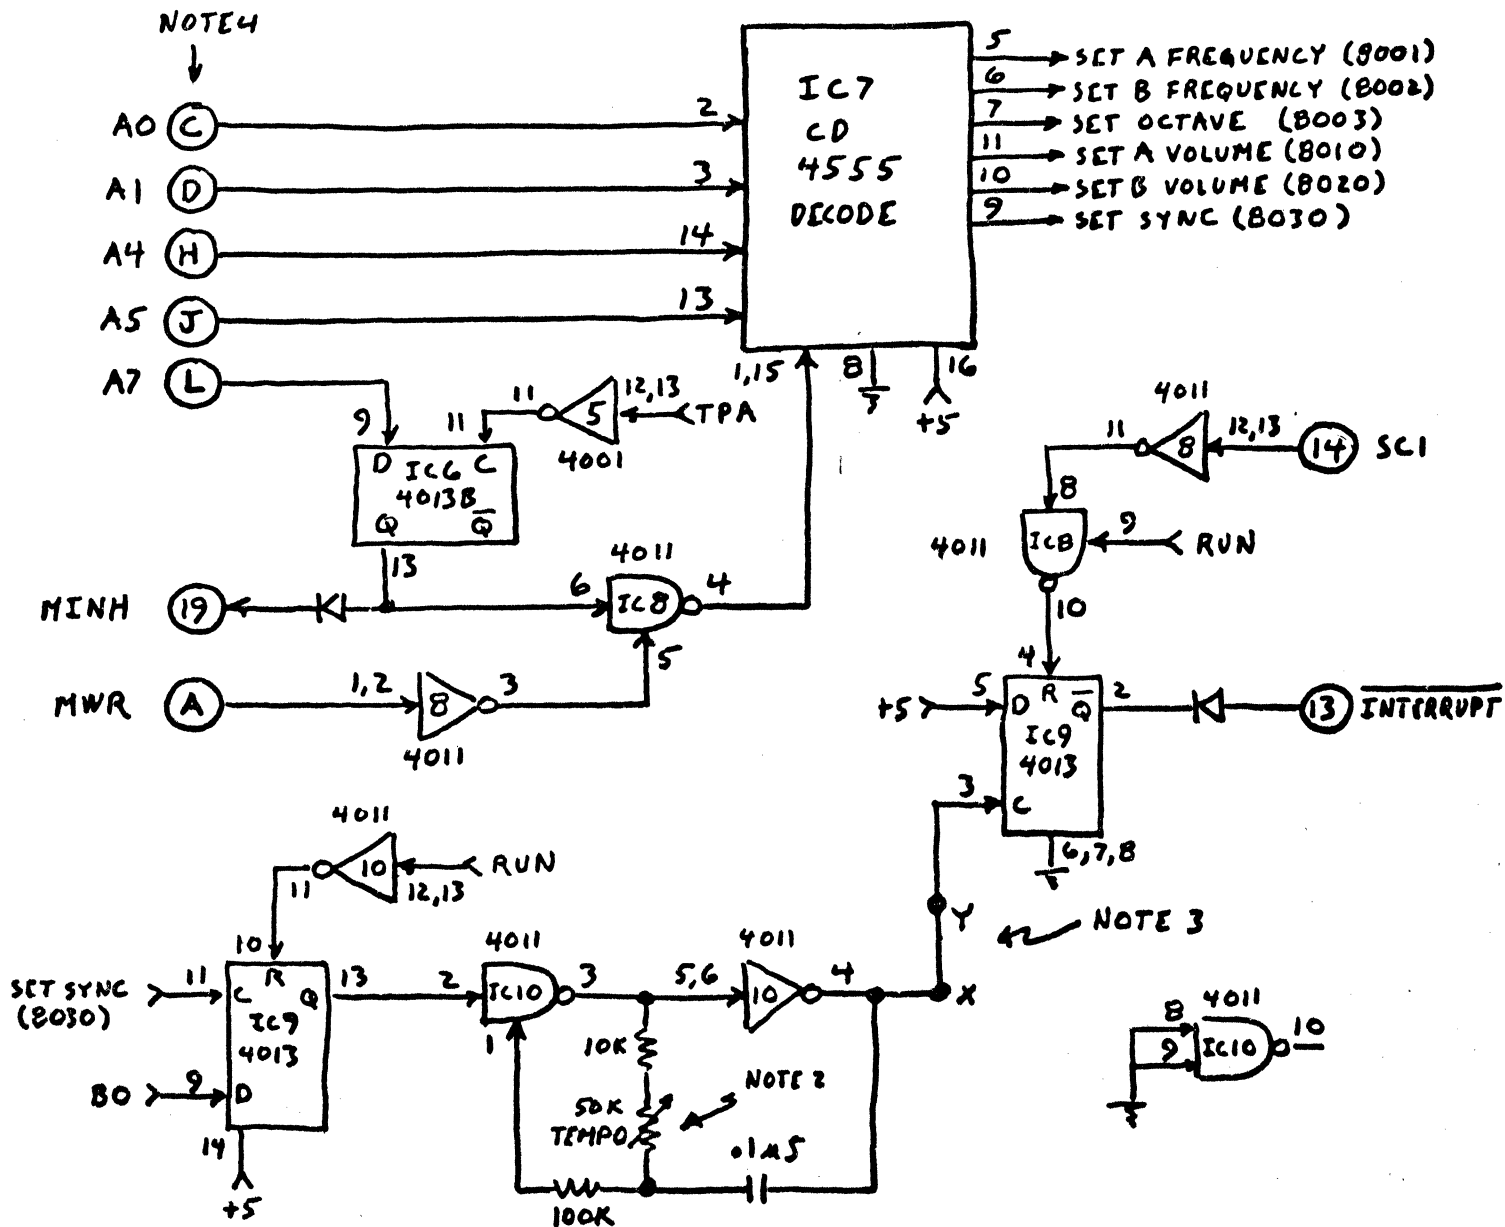 NOTE 4
A0 C 2
A1 D 3
A4 H 14
A5 J 13
A7 L
IC7
CD
4555
DECODE
5 SET A FREQUENCY (8001)
6 SET B FREQUENCY (8002)
7 SET OCTAVE (8003)
11 SET A VOLUME (8010)
10 SET B VOLUME (8020)
9 SET SYNC (8030)
1,15
8
16
+5
9
11
11
5
12,13
TPA
4001
D IC6 C
4013B
Q Q̅
13
MINH 19
6
4011
IC8
4
5
MWR A
1,2
8
3
4011
4011
11
8
12,13
14 SC1
8
4011
IC8
9
RUN
10
4
+5
5
D R Q̅
IC9
4013
C
2
13 INTERRUPT
3
6,7,8
Y
NOTE 3
X
4011
11
10
12,13
RUN
10
SET SYNC
(8030)
11
R
C Q
IC9
4013
13
B0
9
D
14
+5
2
4011
IC10
3
1
5,6
4011
10
4
10K
50K
TEMPO
NOTE 2
100K
.1µS
8
9
4011
IC10
10